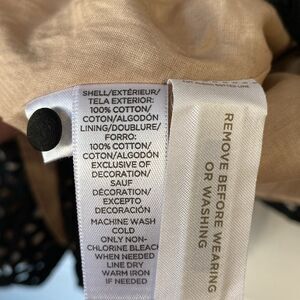 SHELL/EXTÉRIEUR/
TELA EXTERIOR:
100% COTTON/
COTON/ALGODÓN
LINING/DOUBLURE/
FORRO:
100% COTTON/
COTON/ALGODÓN
EXCLUSIVE OF
DECORATION/
SAUF
DÉCORATION/
EXCEPTO
DECORACIÓN
MACHINE WASH
COLD
ONLY NON-
CHLORINE BLEACH
WHEN NEEDED
LINE DRY
WARM IRON
IF NEEDED
REMOVE BEFORE WEARING
OR WASHING